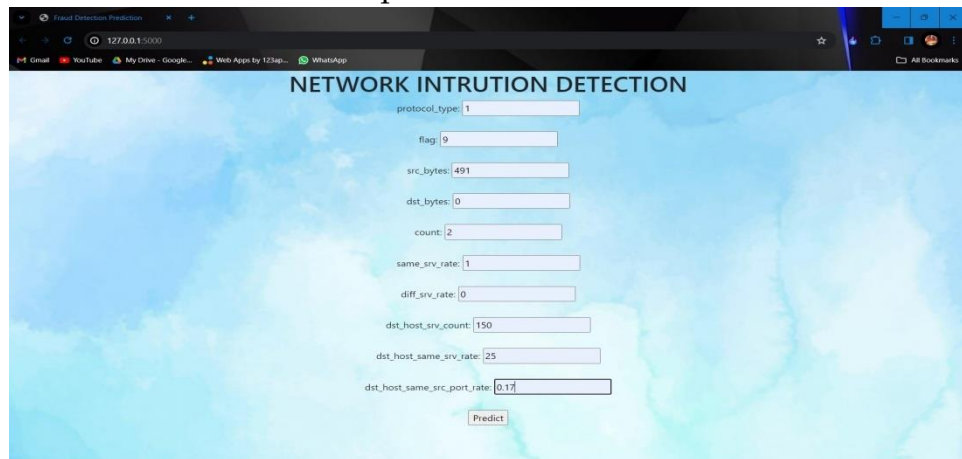 Fraud Detection Prediction
127.0.0.1:5000
Gmail YouTube My Drive - Google... Web Apps by 123ap... WhatsApp All Bookmarks
NETWORK INTRUTION DETECTION
protocol_type: 1
flag: 9
src_bytes: 491
dst_bytes: 0
count: 2
same_srv_rate: 1
diff_srv_rate: 0
dst_host_srv_count: 150
dst_host_same_srv_rate: 25
dst_host_same_src_port_rate: 0.17
Predict